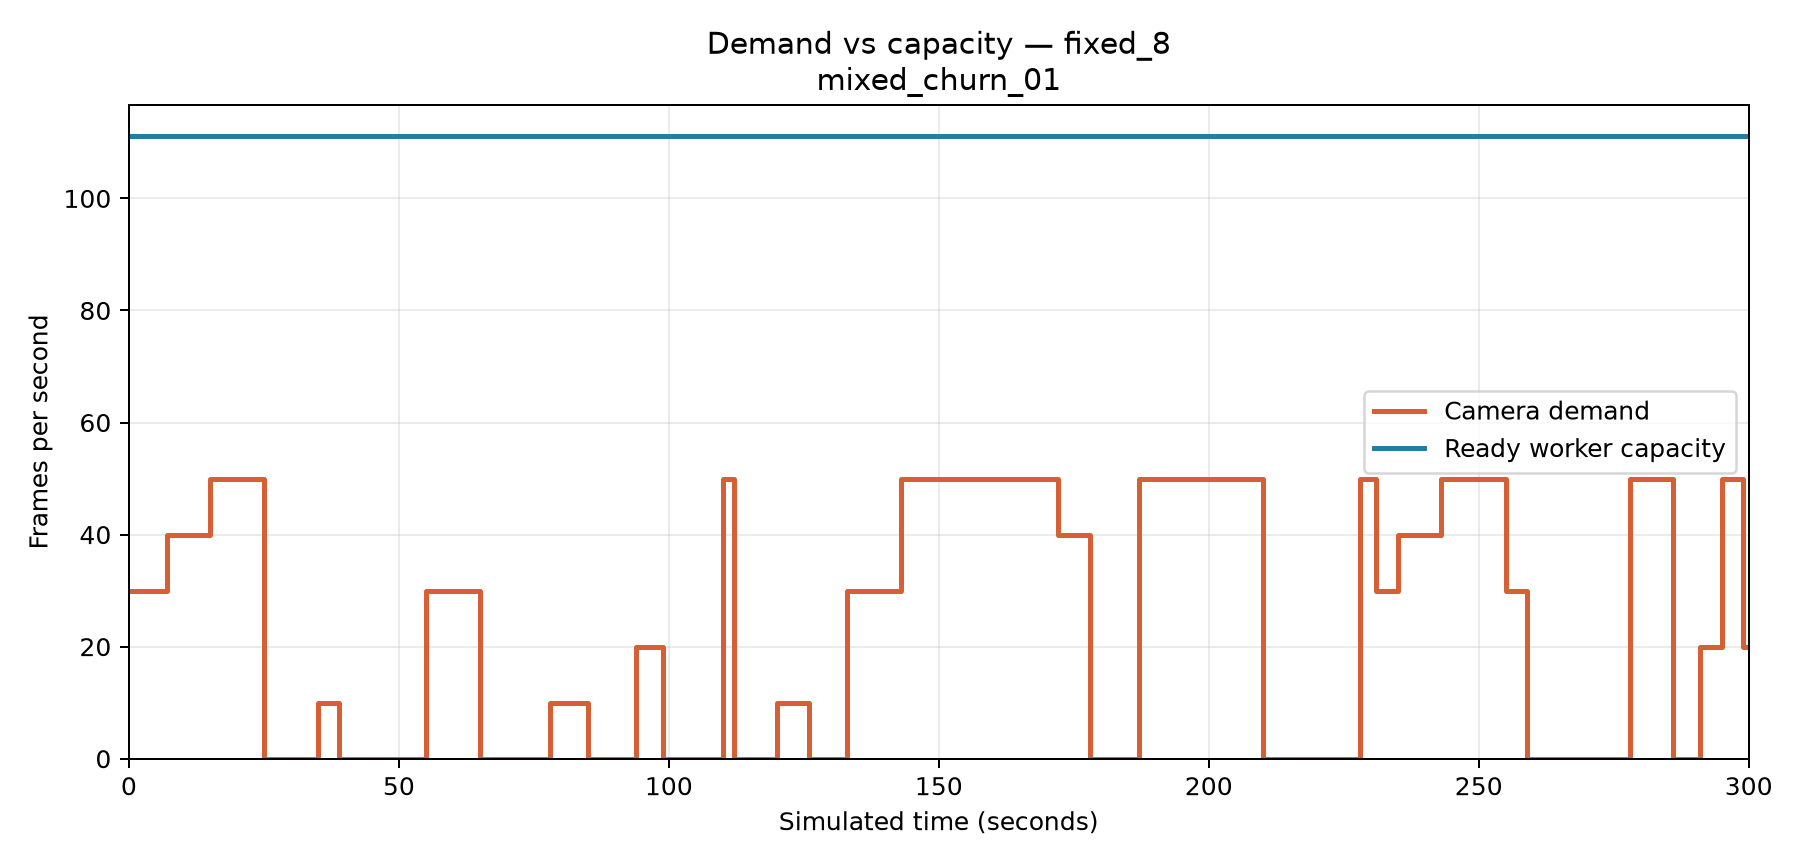 Demand vs capacity — fixed_8
mixed_churn_01
Frames per second
100
80
60
40
20
0
Camera demand
Ready worker capacity
0 50 100 150 200 250 300
Simulated time (seconds)